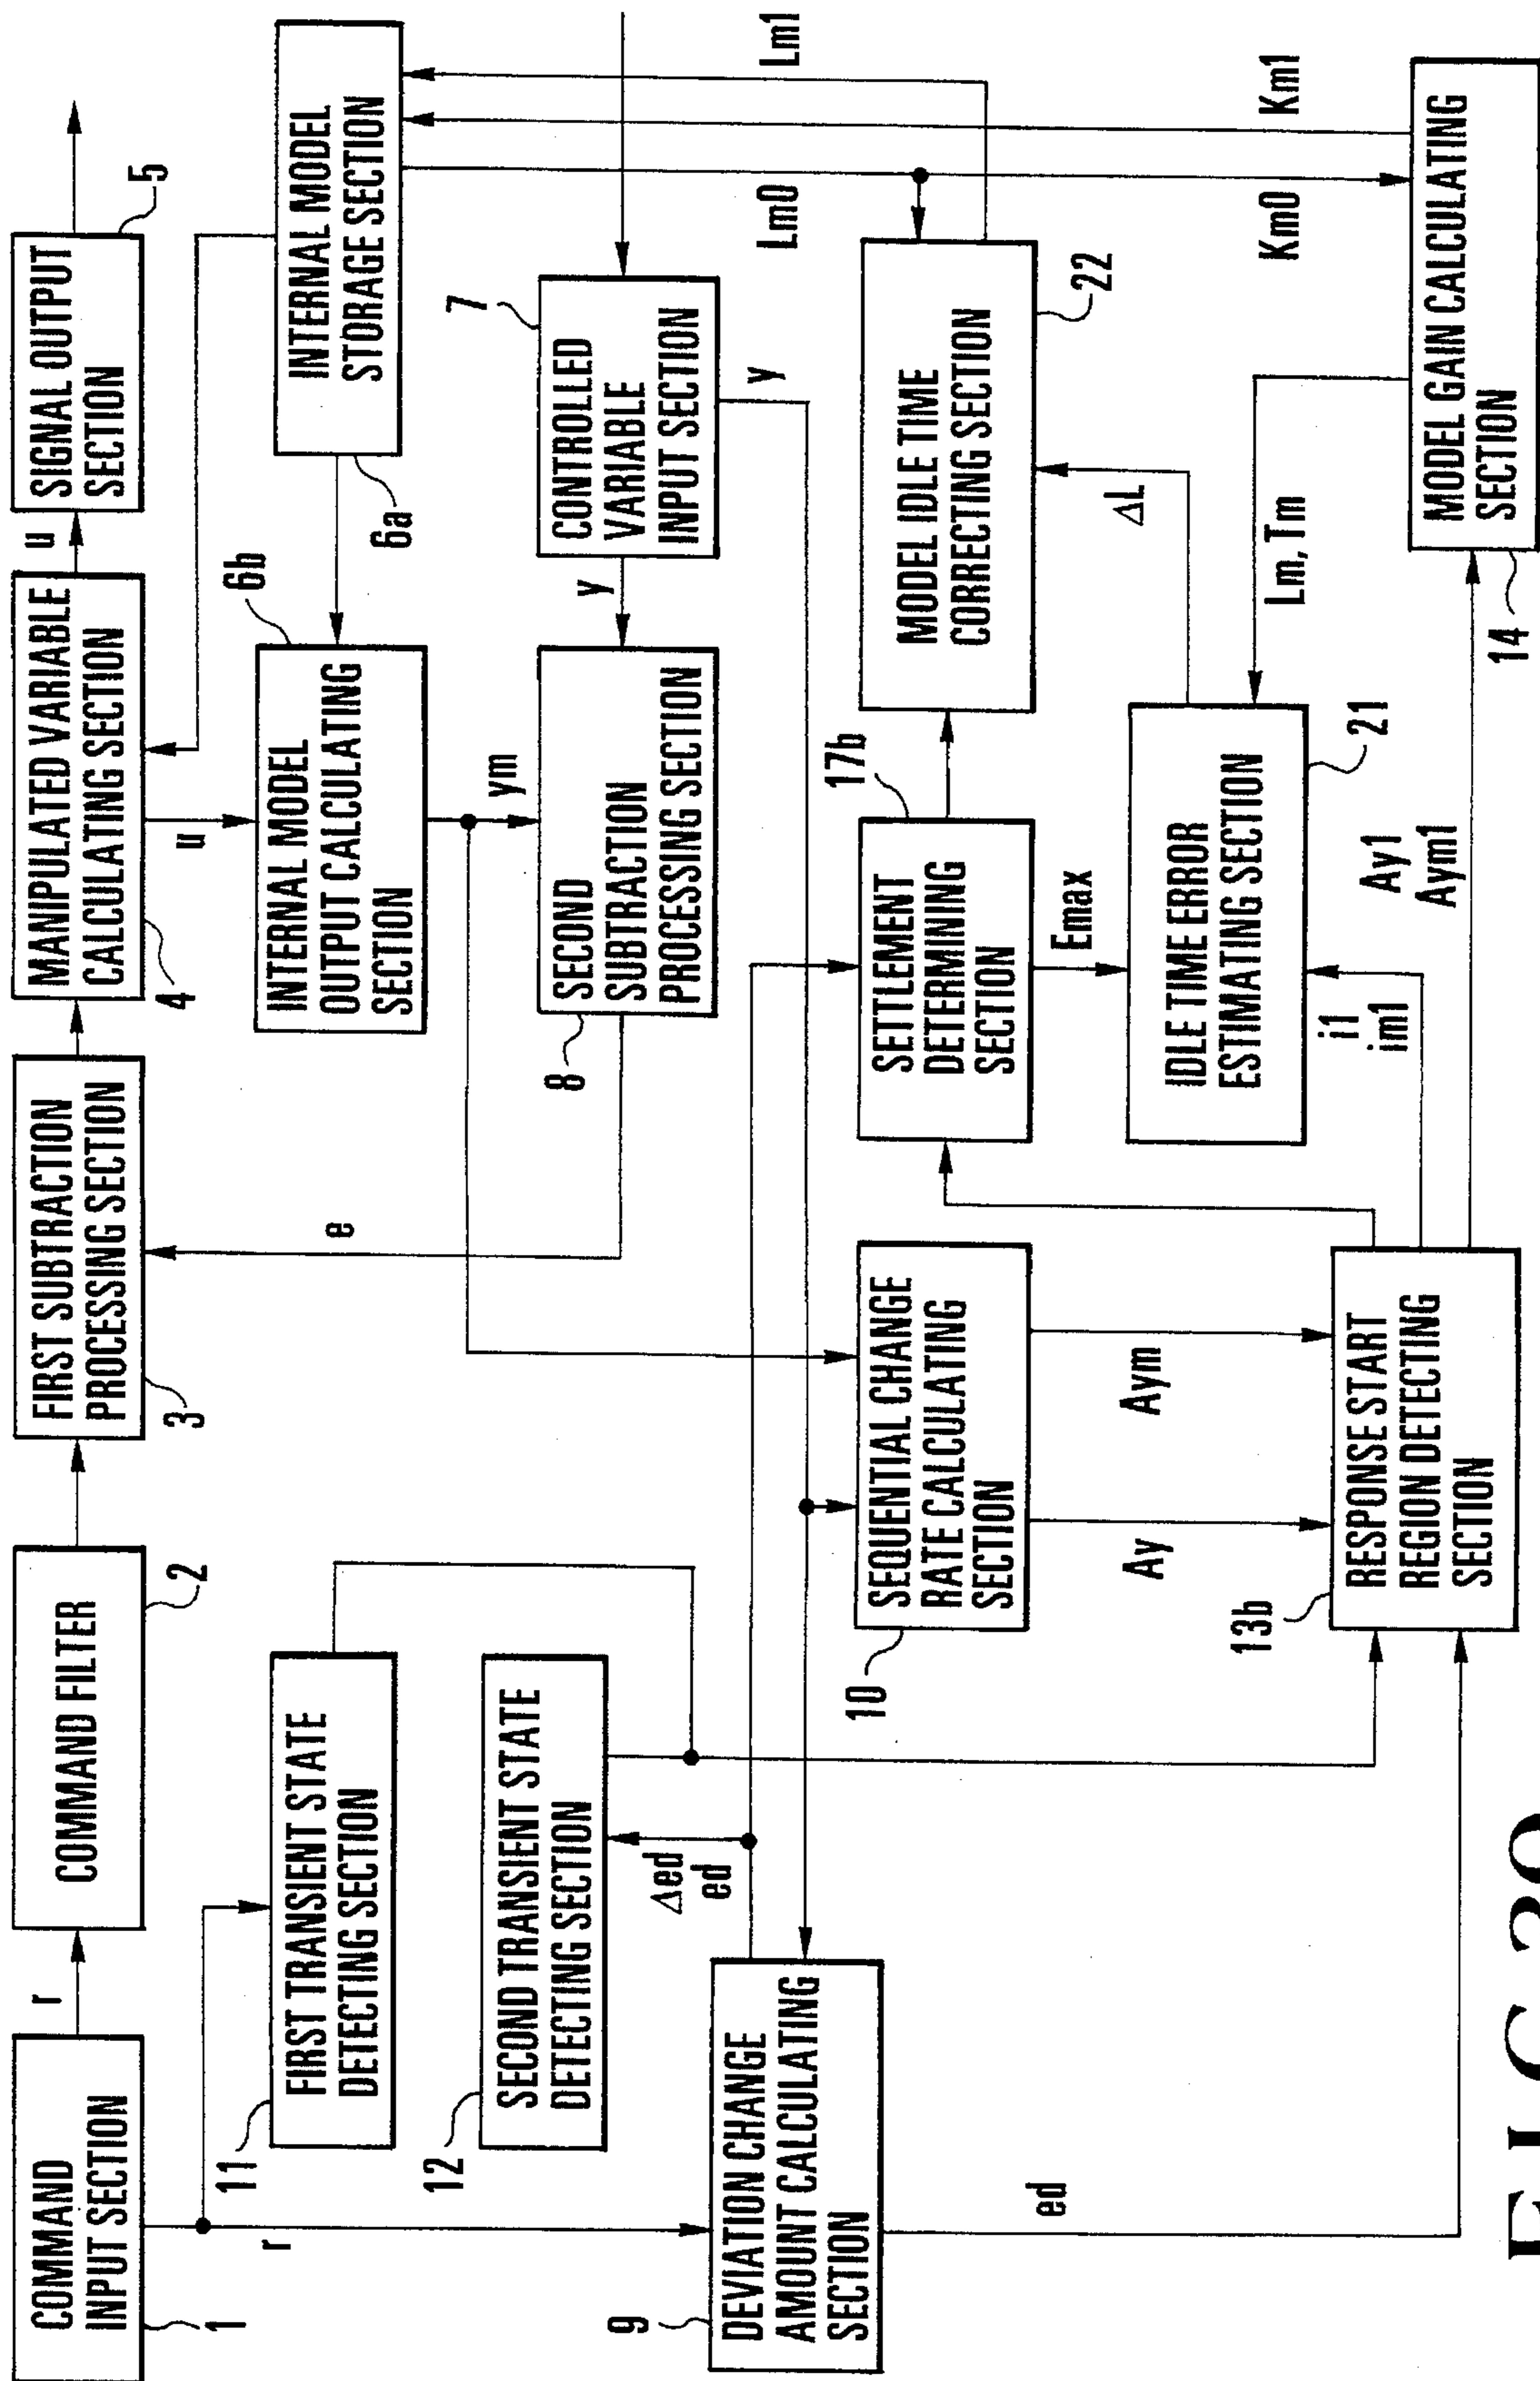 COMMAND
INPUT SECTION
1
r
COMMAND FILTER
2
FIRST SUBTRACTION
PROCESSING SECTION
3
MANIPULATED VARIABLE
CALCULATING SECTION
4
u
SIGNAL OUTPUT
SECTION
5
r
FIRST TRANSIENT STATE
DETECTING SECTION
11
SECOND TRANSIENT STATE
DETECTING SECTION
12
Δed
ed
e
u
INTERNAL MODEL
OUTPUT CALCULATING
SECTION
6b
INTERNAL MODEL
STORAGE SECTION
6a
ym
SECOND
SUBTRACTION
PROCESSING SECTION
8
y
CONTROLLED
VARIABLE
INPUT SECTION
7
y
Lm0
Lm1
DEVIATION CHANGE
AMOUNT CALCULATING
SECTION
9
ed
SEQUENTIAL CHANGE
RATE CALCULATING
SECTION
10
Ay
Aym
SETTLEMENT
DETERMINING
SECTION
17b
Emax
MODEL IDLE TIME
CORRECTING SECTION
22
ΔL
IDLE TIME ERROR
ESTIMATING SECTION
21
Lm, Tm
Km0
Km1
i1
im1
RESPONSE START
REGION DETECTING
SECTION
13b
Ay1
Aym1
MODEL GAIN CALCULATING
SECTION
14